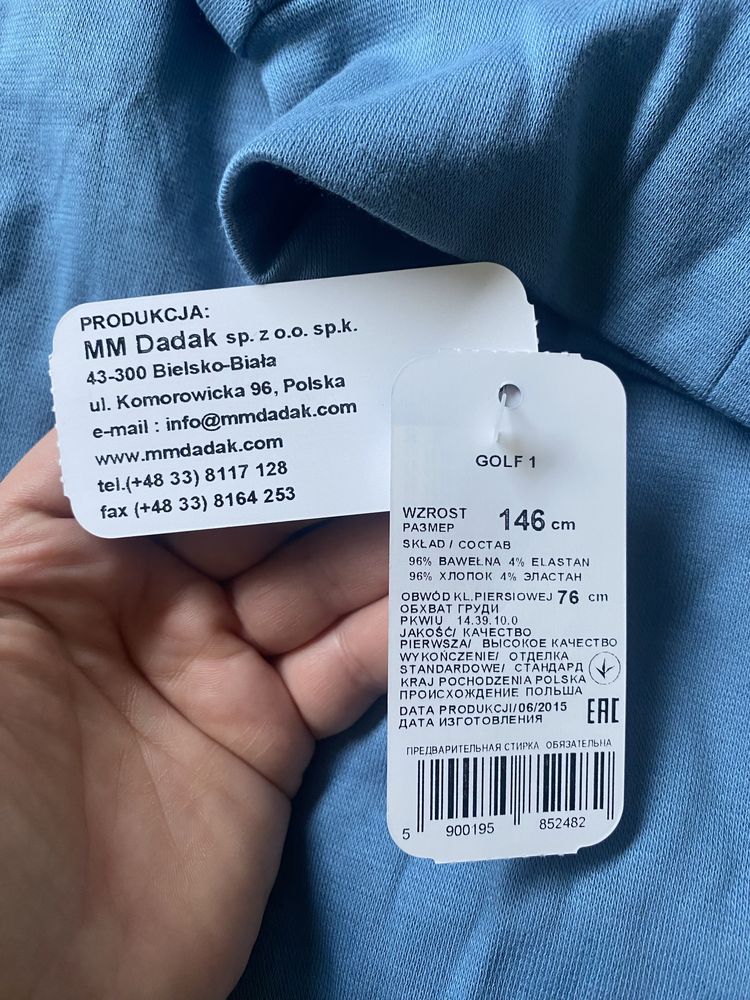 PRODUKCJA:
MM Dadak sp. z o.o. sp.k.
43-300 Bielsko-Biała
ul. Komorowicka 96, Polska
e-mail : info@mmdadak.com
www.mmdadak.com
tel.(+48 33) 8117 128
fax (+48 33) 8164 253
GOLF 1
WZROST 146 cm
РАЗМЕР
SKŁAD / СОСТАВ
96% BAWEŁNA 4% ELASTAN
96% ХЛОПОК 4% ЭЛАСТАН
OBWÓD KL.PIERSIOWEJ 76 cm
ОБХВАТ ГРУДИ
PKWIU 14.39.10.0
JAKOŚĆ/ КАЧЕСТВО
PIERWSZA/ ВЫСОКОЕ КАЧЕСТВО
WYKOŃCZENIE/ ОТДЕЛКА
STANDARDOWE/ СТАНДАРД
KRAJ POCHODZENIA POLSKA
ПРОИСХОЖДЕНИЕ ПОЛЬША
DATA PRODUKCJI/06/2015
ДАТА ИЗГОТОВЛЕНИЯ
EAC
ПРЕДВАРИТЕЛЬНАЯ СТИРКА ОБЯЗАТЕЛЬНА
5 900195 852482